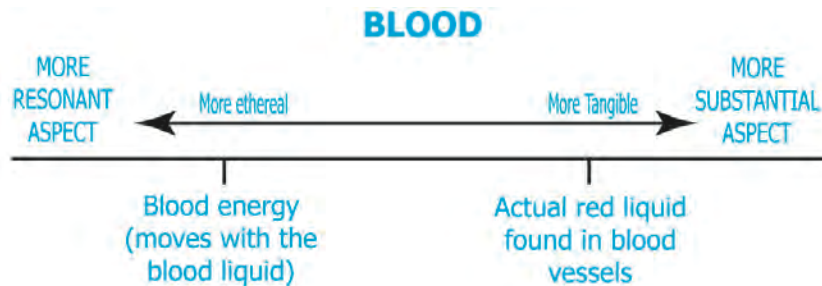 BLOOD
MORE
RESONANT
ASPECT
More ethereal
More Tangible
MORE
SUBSTANTIAL
ASPECT
Blood energy
(moves with the
blood liquid)
Actual red liquid
found in blood
vessels